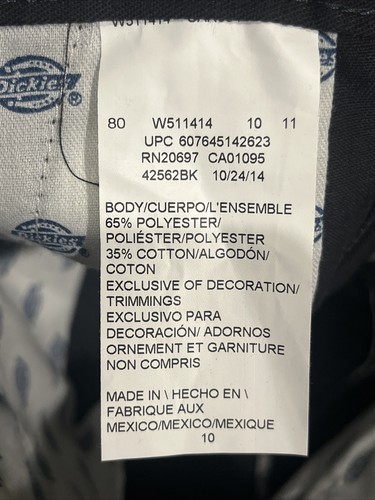 Dickies®
80 W511414 10 11
UPC 607645142623
RN20697 CA01095
42562BK 10/24/14
BODY/CUERPO/L'ENSEMBLE
65% POLYESTER/
POLIÉSTER/POLYESTER
35% COTTON/ALGODÓN/
COTON
EXCLUSIVE OF DECORATION/
TRIMMINGS
EXCLUSIVO PARA
DECORACIÓN/ ADORNOS
ORNEMENT ET GARNITURE
NON COMPRIS
MADE IN \ HECHO EN \
FABRIQUE AUX
MEXICO/MEXICO/MEXIQUE
10
Dickies